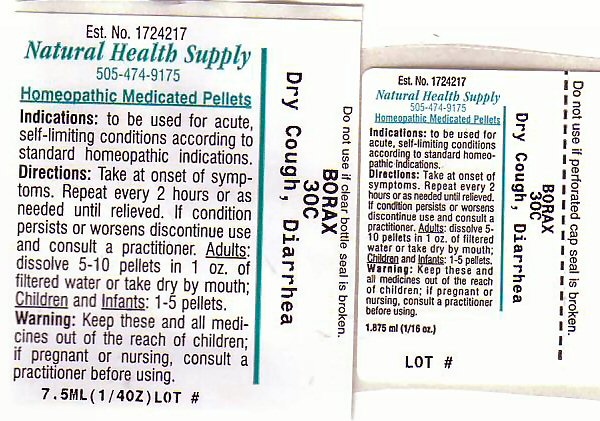 Est. No. 1724217
Natural Health Supply
505-474-9175
Homeopathic Medicated Pellets
Indications: to be used for acute,
self-limiting conditions according to
standard homeopathic indications.
Directions: Take at onset of symp-
toms. Repeat every 2 hours or as
needed until relieved. If condition
persists or worsens discontinue use
and consult a practitioner. Adults:
dissolve 5-10 pellets in 1 oz. of
filtered water or take dry by mouth;
Children and Infants: 1-5 pellets.
Warning: Keep these and all medi-
cines out of the reach of children;
if pregnant or nursing, consult a
practitioner before using.
7.5ML(1/4OZ)LOT #
Do not use if clear bottle seal is broken.
BORAX
30C
Dry Cough, Diarrhea
Est. No. 1724217
Natural Health Supply
505-474-9175
Homeopathic Medicated Pellets
Indications: to be used for
acute, self-limiting conditions
according to standard homeo-
pathic indications.
Directions: Take at onset of
symptoms. Repeat every 2
hours or as needed until relieved.
If condition persists or worsens
discontinue use and consult a
practitioner. Adults: dissolve 5-
10 pellets in 1 oz. of filtered
water or take dry by mouth;
Children and Infants: 1-5 pellets.
Warning: Keep these and
all medicines out of the reach
of children; if pregnant or
nursing, consult a practitioner
before using.
1.875 ml (1/16 oz.)
LOT #
Do not use if perforated cap seal is broken.
BORAX
30C
Dry Cough, Diarrhea